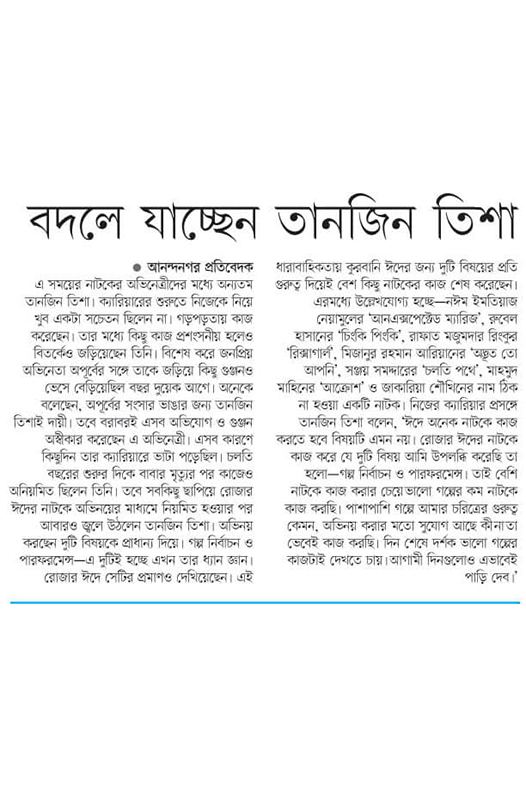 বদলে যাচ্ছেন তানজিন তিশা
● আনন্দনগর প্রতিবেদক
এ সময়ের নাটকের অভিনেত্রীদের মধ্যে অন্যতম
তানজিন তিশা। ক্যারিয়ারের শুরুতে নিজেকে নিয়ে
খুব একটা সচেতন ছিলেন না। গড়পড়তায় কাজ
করেছেন। তার মধ্যে কিছু কাজ প্রশংসনীয় হলেও
বিতর্কেও জড়িয়েছেন তিনি। বিশেষ করে জনপ্রিয়
অভিনেতা অপূর্বের সঙ্গে তাকে জড়িয়ে কিছু গুঞ্জনও
ভেসে বেড়িয়েছিল বছর দুয়েক আগে। অনেকে
বলেছেন, অপূর্বের সংসার ভাঙার জন্য তানজিন
তিশাই দায়ী। তবে বরাবরই এসব অভিযোগ ও গুঞ্জন
অস্বীকার করেছেন এ অভিনেত্রী। এসব কারণে
কিছুদিন তার ক্যারিয়ারে ভাটা পড়েছিল। চলতি
বছরের শুরুর দিকে বাবার মৃত্যুর পর কাজেও
অনিয়মিত ছিলেন তিনি। তবে সবকিছু ছাপিয়ে রোজার
ঈদের নাটকে অভিনয়ের মাধ্যমে নিয়মিত হওয়ার পর
আবারও জ্বলে উঠলেন তানজিন তিশা। অভিনয়
করছেন দুটি বিষয়কে প্রাধান্য দিয়ে। গল্প নির্বাচন ও
পারফরমেন্স—এ দুটিই হচ্ছে এখন তার ধ্যান জ্ঞান।
রোজার ঈদে সেটির প্রমাণও দেখিয়েছেন। এই
ধারাবাহিকতায় কুরবানি ঈদের জন্য দুটি বিষয়ের প্রতি
গুরুত্ব দিয়েই বেশ কিছু নাটকের কাজ শেষ করেছেন।
এরমধ্যে উল্লেখযোগ্য হচ্ছে—নঈম ইমতিয়াজ
নেয়ামুলের ‘আনএক্সপেক্টেড ম্যারিজ’, রুবেল
হাসানের ‘চিংকি পিংকি’, রাফাত মজুমদার রিংকুর
‘রিক্সাগার্ল’, মিজানুর রহমান আরিয়ানের ‘অদ্ভূত তো
আপনি’, সঞ্জয় সমদ্দারের ‘চলতি পথে’, মাহমুদ
মাহিনের ‘আক্রোশ’ ও জাকারিয়া শৌখিনের নাম ঠিক
না হওয়া একটি নাটক। নিজের ক্যারিয়ার প্রসঙ্গে
তানজিন তিশা বলেন, ‘ঈদে অনেক নাটকে কাজ
করতে হবে বিষয়টি এমন নয়। রোজার ঈদের নাটকে
কাজ করে যে দুটি বিষয় আমি উপলব্ধি করেছি তা
হলো—গল্প নির্বাচন ও পারফরমেন্স। তাই বেশি
নাটকে কাজ করার চেয়ে ভালো গল্পের কম নাটকে
কাজ করছি। পাশাপাশি গল্পে আমার চরিত্রের গুরুত্ব
কেমন, অভিনয় করার মতো সুযোগ আছে কীনা তা
ভেবেই কাজ করছি। দিন শেষে দর্শক ভালো গল্পের
কাজটাই দেখতে চায়। আগামী দিনগুলোও এভাবেই
পাড়ি দেব।’